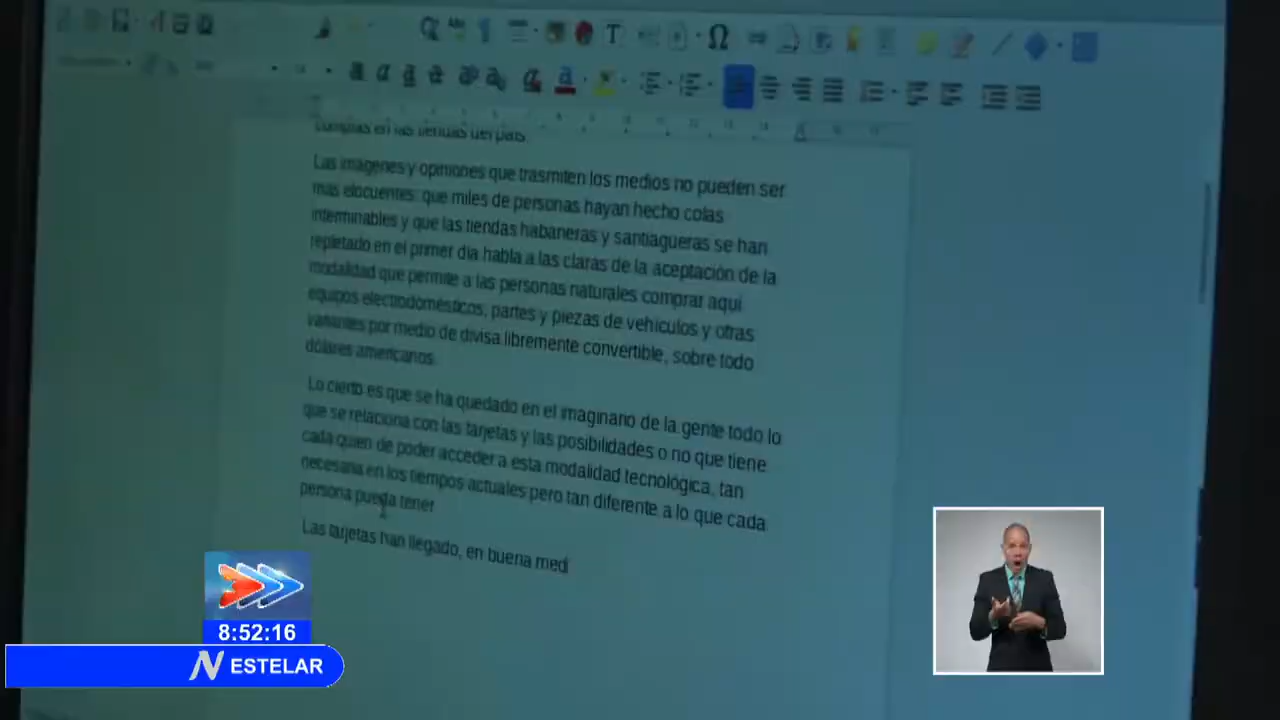 compras en las tiendas del país.
Las imágenes y opiniones que trasmiten los medios no pueden ser
más elocuentes: que miles de personas hayan hecho colas
interminables y que las tiendas habaneras y santiagueras se han
repletado en el primer día habla a las claras de la aceptación de la
modalidad que permite a las personas naturales comprar aquí
equipos electrodomésticos, partes y piezas de vehículos y otras
variantes por medio de divisa libremente convertible, sobre todo
dólares americanos.
Lo cierto es que se ha quedado en el imaginario de la gente todo lo
que se relaciona con las tarjetas y las posibilidades o no que tiene
cada quien de poder acceder a esta modalidad tecnológica, tan
necesaria en los tiempos actuales pero tan diferente a lo que cada
persona pueda tener
Las tarjetas han llegado, en buena medi
8:52:16
N ESTELAR